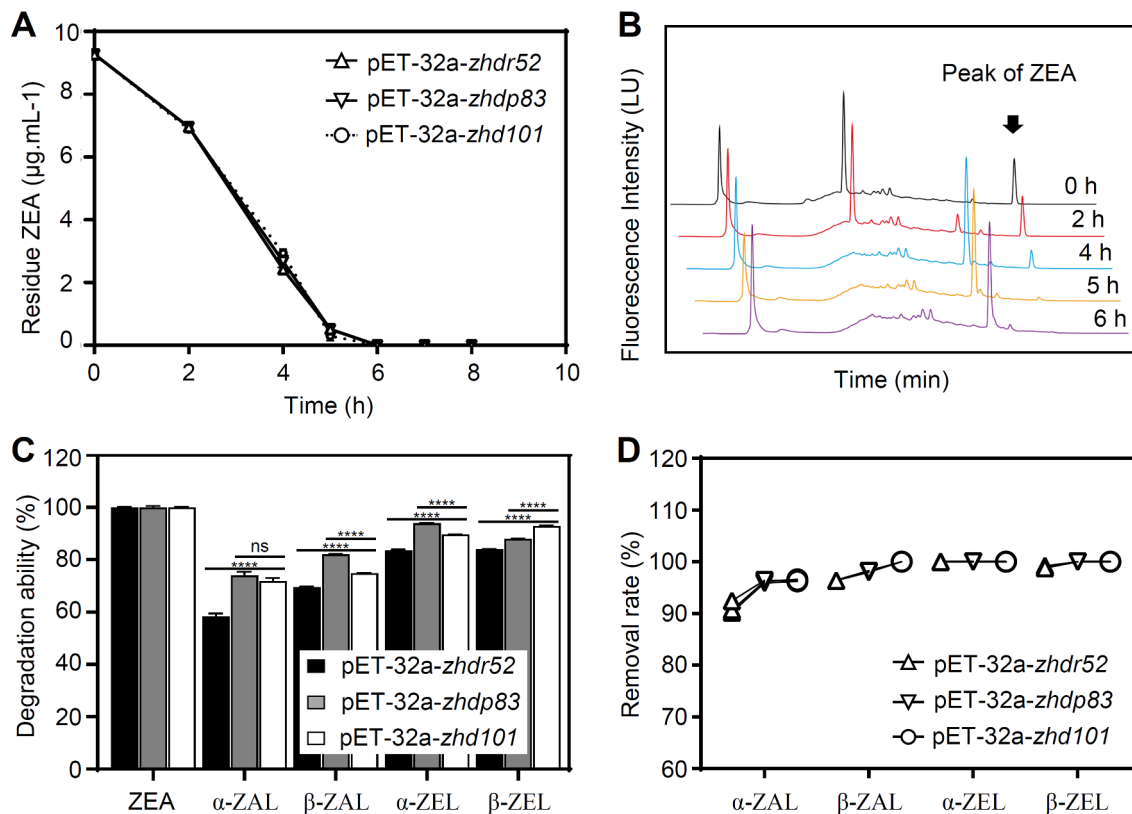 A
Residue ZEA (μg.mL-1)
10
8
6
4
2
0
0
2
4
6
8
10
Time (h)
pET-32a-zhdr52
pET-32a-zhdp83
pET-32a-zhd101
B
Fluorescence Intensity (LU)
Peak of ZEA
0 h
2 h
4 h
5 h
6 h
Time (min)
C
Degradation ability (%)
120
100
80
60
40
20
0
ns
****
****
****
****
****
****
****
pET-32a-zhdr52
pET-32a-zhdp83
pET-32a-zhd101
ZEA
α-ZAL
β-ZAL
α-ZEL
β-ZEL
D
Removal rate (%)
120
110
100
90
80
70
60
pET-32a-zhdr52
pET-32a-zhdp83
pET-32a-zhd101
α-ZAL
β-ZAL
α-ZEL
β-ZEL